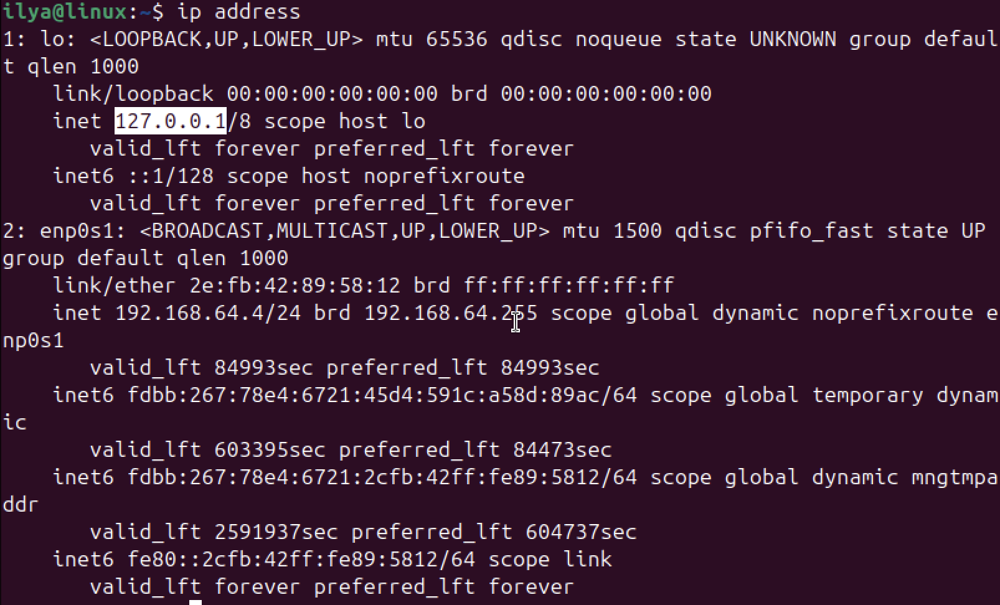 ilya@linux:~$ ip address
1: lo: <LOOPBACK,UP,LOWER_UP> mtu 65536 qdisc noqueue state UNKNOWN group defaul
t qlen 1000
    link/loopback 00:00:00:00:00:00 brd 00:00:00:00:00:00
    inet 127.0.0.1/8 scope host lo
       valid_lft forever preferred_lft forever
    inet6 ::1/128 scope host noprefixroute
       valid_lft forever preferred_lft forever
2: enp0s1: <BROADCAST,MULTICAST,UP,LOWER_UP> mtu 1500 qdisc pfifo_fast state UP
group default qlen 1000
    link/ether 2e:fb:42:89:58:12 brd ff:ff:ff:ff:ff:ff
    inet 192.168.64.4/24 brd 192.168.64.255 scope global dynamic noprefixroute e
np0s1
       valid_lft 84993sec preferred_lft 84993sec
    inet6 fdbb:267:78e4:6721:45d4:591c:a58d:89ac/64 scope global temporary dynam
ic
       valid_lft 603395sec preferred_lft 84473sec
    inet6 fdbb:267:78e4:6721:2cfb:42ff:fe89:5812/64 scope global dynamic mngtmpa
ddr
       valid_lft 2591937sec preferred_lft 604737sec
    inet6 fe80::2cfb:42ff:fe89:5812/64 scope link
       valid_lft forever preferred_lft forever